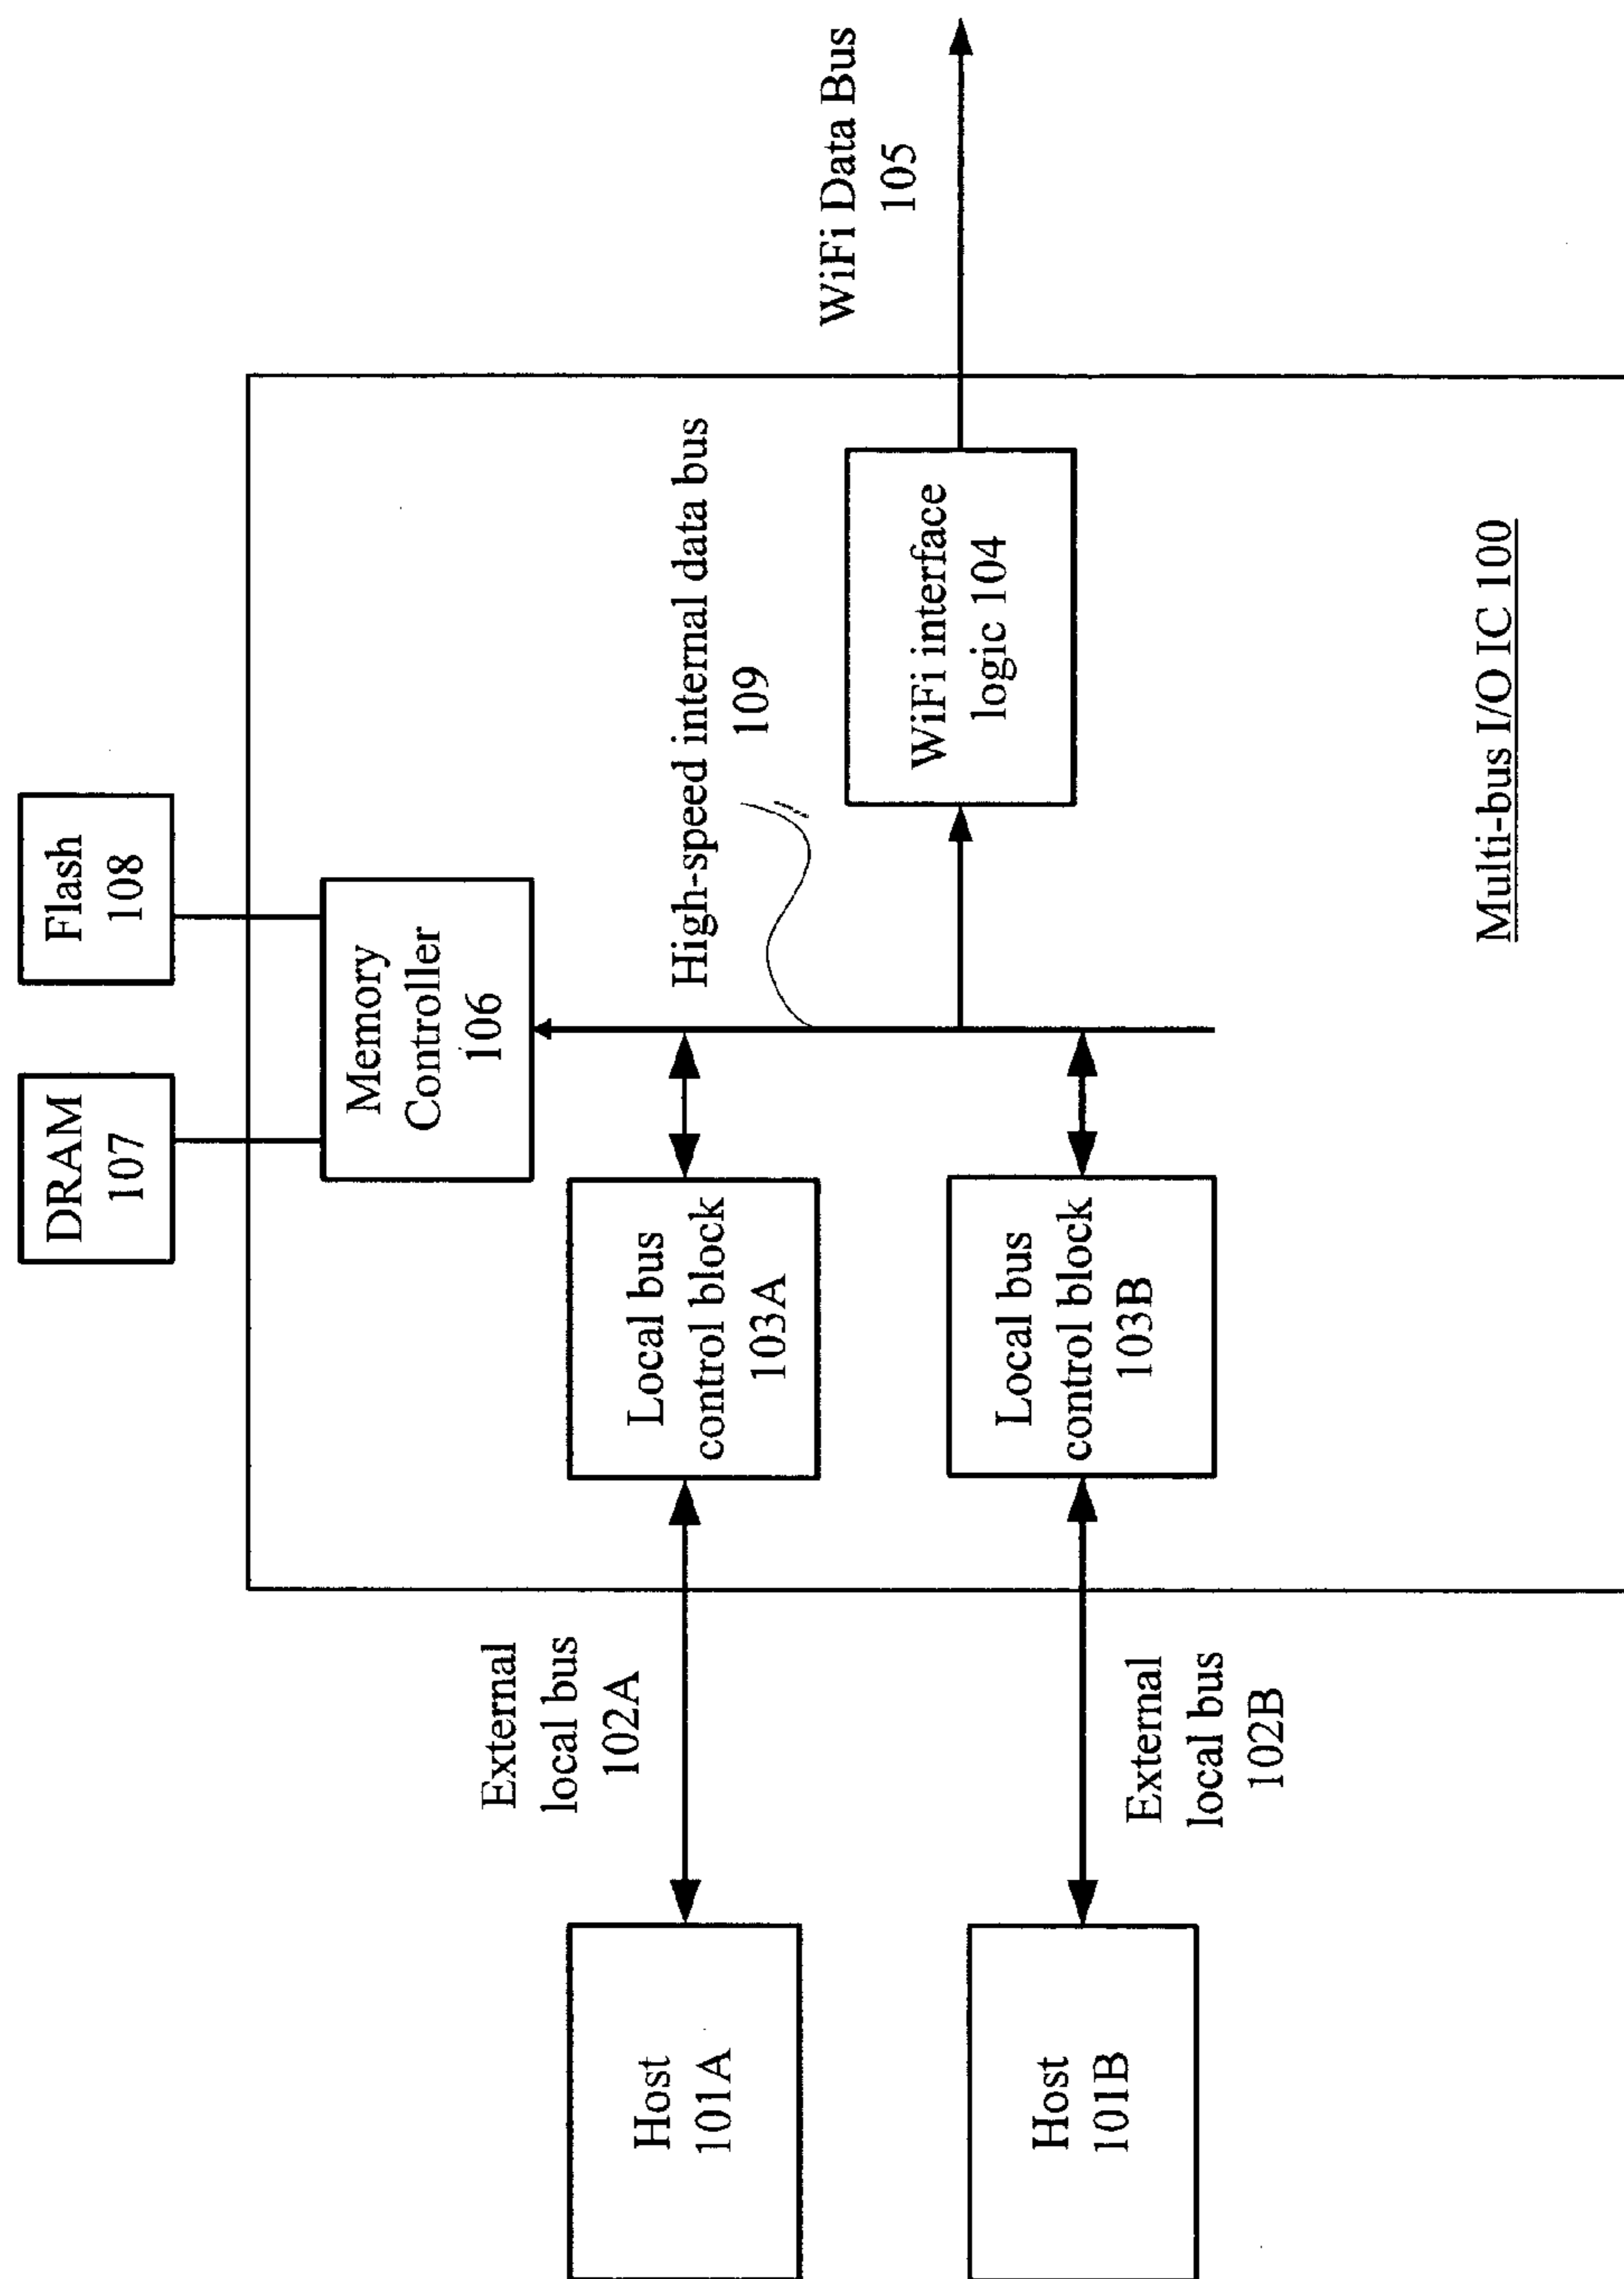 DRAM
107
Flash
108
Memory
Controller
106
High-speed internal data bus
109
WiFi Data Bus
105
External
local bus
102A
Local bus
control block
103A
Host
101A
WiFi interface
logic 104
Local bus
control block
103B
Host
101B
External
local bus
102B
Multi-bus I/O IC 100